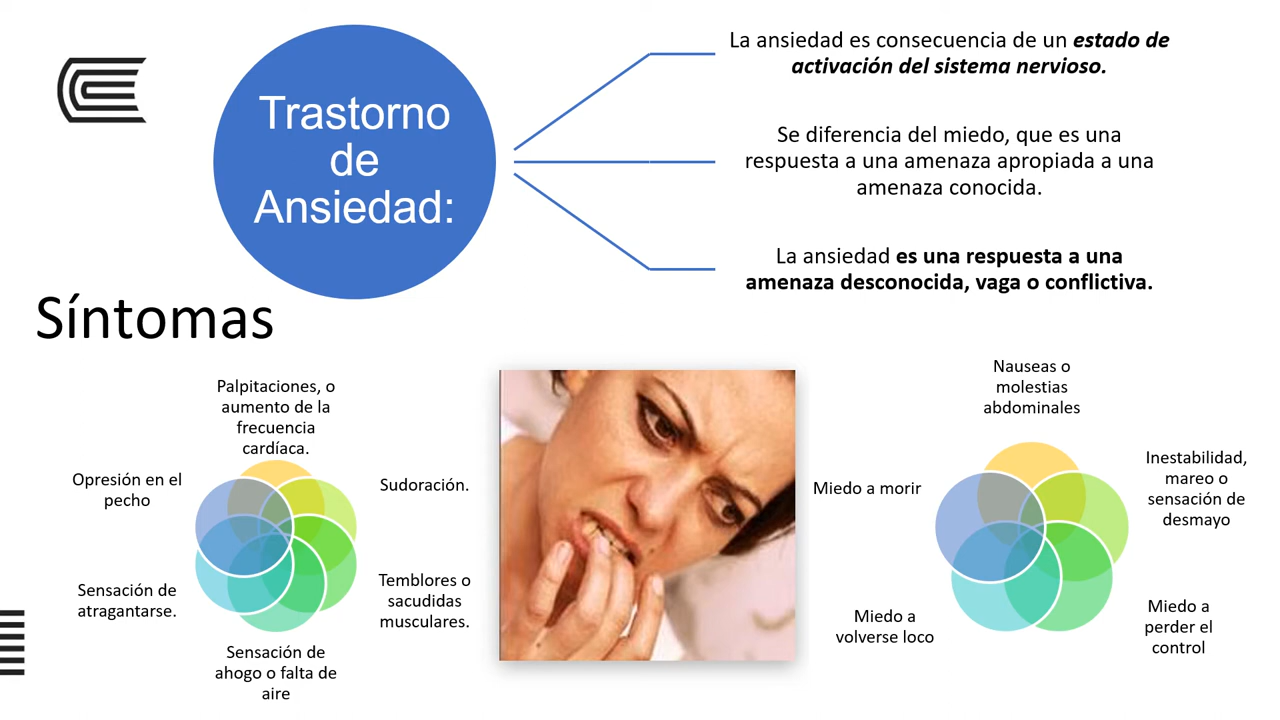 Trastorno
de
Ansiedad:
La ansiedad es consecuencia de un estado de
activación del sistema nervioso.
Se diferencia del miedo, que es una
respuesta a una amenaza apropiada a una
amenaza conocida.
La ansiedad es una respuesta a una
amenaza desconocida, vaga o conflictiva.
Síntomas
Palpitaciones, o
aumento de la
frecuencia
cardíaca.
Sudoración.
Temblores o
sacudidas
musculares.
Sensación de
ahogo o falta de
aire
Sensación de
atragantarse.
Opresión en el
pecho
Nauseas o
molestias
abdominales
Inestabilidad,
mareo o
sensación de
desmayo
Miedo a
perder el
control
Miedo a
volverse loco
Miedo a morir